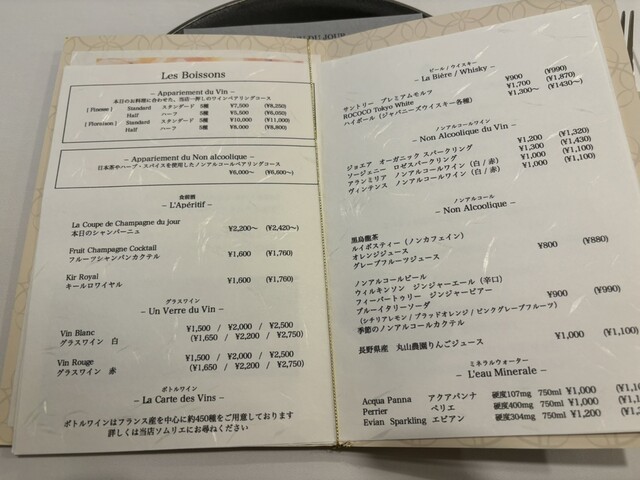 DU JOUR
Les Boissons
– Appariement du Vin –
本日のお料理に合わせた、当店一押しのワインペアリングコース
[ Finesse ] Standard スタンダード 5種 ¥7,500 (¥8,250)
Half ハーフ 5種 ¥5,500 (¥6,050)
[ Floraison ] Standard スタンダード 5種 ¥10,000 (¥11,000)
Half ハーフ 5種 ¥8,000 (¥8,800)
– Appariement du Non alcoolique –
日本茶やハーブ・スパイスを使用したノンアルコールペアリングコース
¥6,000～ (¥6,600～)
食前酒
– L'Apéritif –
La Coupe de Champagne du jour
本日のシャンパーニュ ¥2,200～ (¥2,420～)
Fruit Champagne Cocktail
フルーツシャンパンカクテル ¥1,600 (¥1,760)
Kir Royal
キールロワイヤル ¥1,600 (¥1,760)
グラスワイン
– Un Verre du Vin –
Vin Blanc ¥1,500 / ¥2,000 / ¥2,500
グラスワイン 白 (¥1,650 / ¥2,200 / ¥2,750)
Vin Rouge ¥1,500 / ¥2,000 / ¥2,500
グラスワイン 赤 (¥1,650 / ¥2,200 / ¥2,750)
ボトルワイン
– La Carte des Vins –
ボトルワインはフランス産を中心に約450種をご用意しております
詳しくは当店ソムリエにお尋ねください
ビール/ウイスキー
– La Bière / Whisky –
サントリー プレミアムモルフ ¥900 (¥990)
ROCOCO Tokyo White ¥1,700 (¥1,870)
ハイボール (ジャパニーズウイスキー各種) ¥1,300～ (¥1430～)
ノンアルコールワイン
– Non Alcoolique du Vin –
ジョエア オーガニック スパークリング ¥1,200 (¥1,320)
ソージェニー ロゼスパークリング ¥1,300 (¥1,430)
アランミリア ノンアルコールワイン (白 / 赤) ¥1,000 (¥1,100)
ヴィンテンス ノンアルコールワイン (白 / 赤) ¥1,000 (¥1,100)
ノンアルコール
– Non Alcoolique –
黒烏龍茶
ルイボスティー (ノンカフェイン)
オレンジジュース ¥800 (¥880)
グレープフルーツジュース
ノンアルコールビール
ウィルキンソン ジンジャーエール (辛口)
フィーバートゥリー ジンジャービアー
ブルーイタリーソーダ ¥900 (¥990)
(シチリアレモン / ブラッドオレンジ / ピンクグレープフルーツ)
季節のノンアルコールカクテル
長野県産 丸山農園りんごジュース ¥1,000 (¥1,100)
ミネラルウォーター
– L'eau Minerale –
Acqua Panna アクアパンナ 硬度107mg 750ml ¥1,000
Perrier ペリエ 硬度400mg 750ml ¥1,000
Evian Sparkling エビアン 硬度304mg 750ml ¥1,200